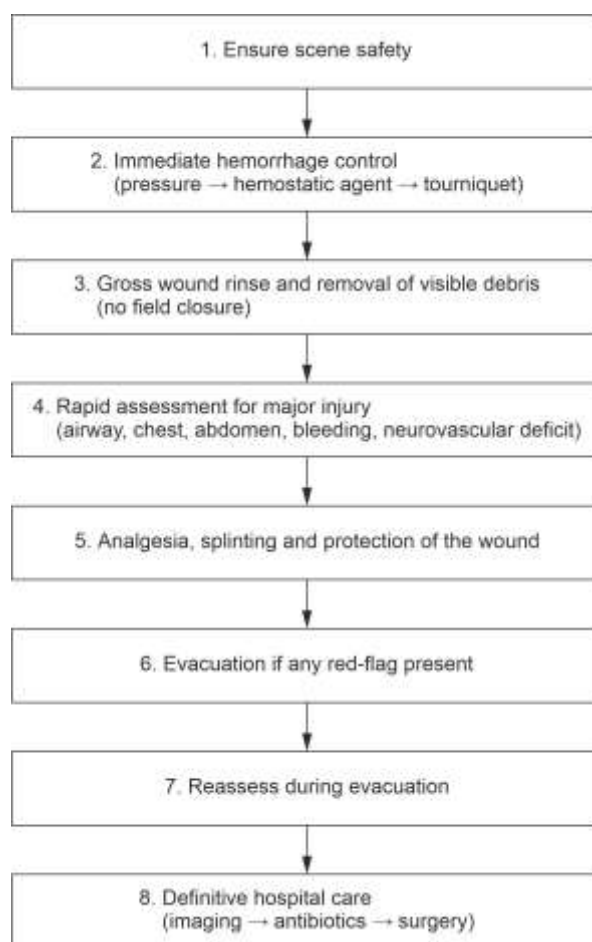 1. Ensure scene safety
2. Immediate hemorrhage control
(pressure → hemostatic agent → tourniquet)
3. Gross wound rinse and removal of visible debris
(no field closure)
4. Rapid assessment for major injury
(airway, chest, abdomen, bleeding, neurovascular deficit)
5. Analgesia, splinting and protection of the wound
6. Evacuation if any red-flag present
7. Reassess during evacuation
8. Definitive hospital care
(imaging → antibiotics → surgery)